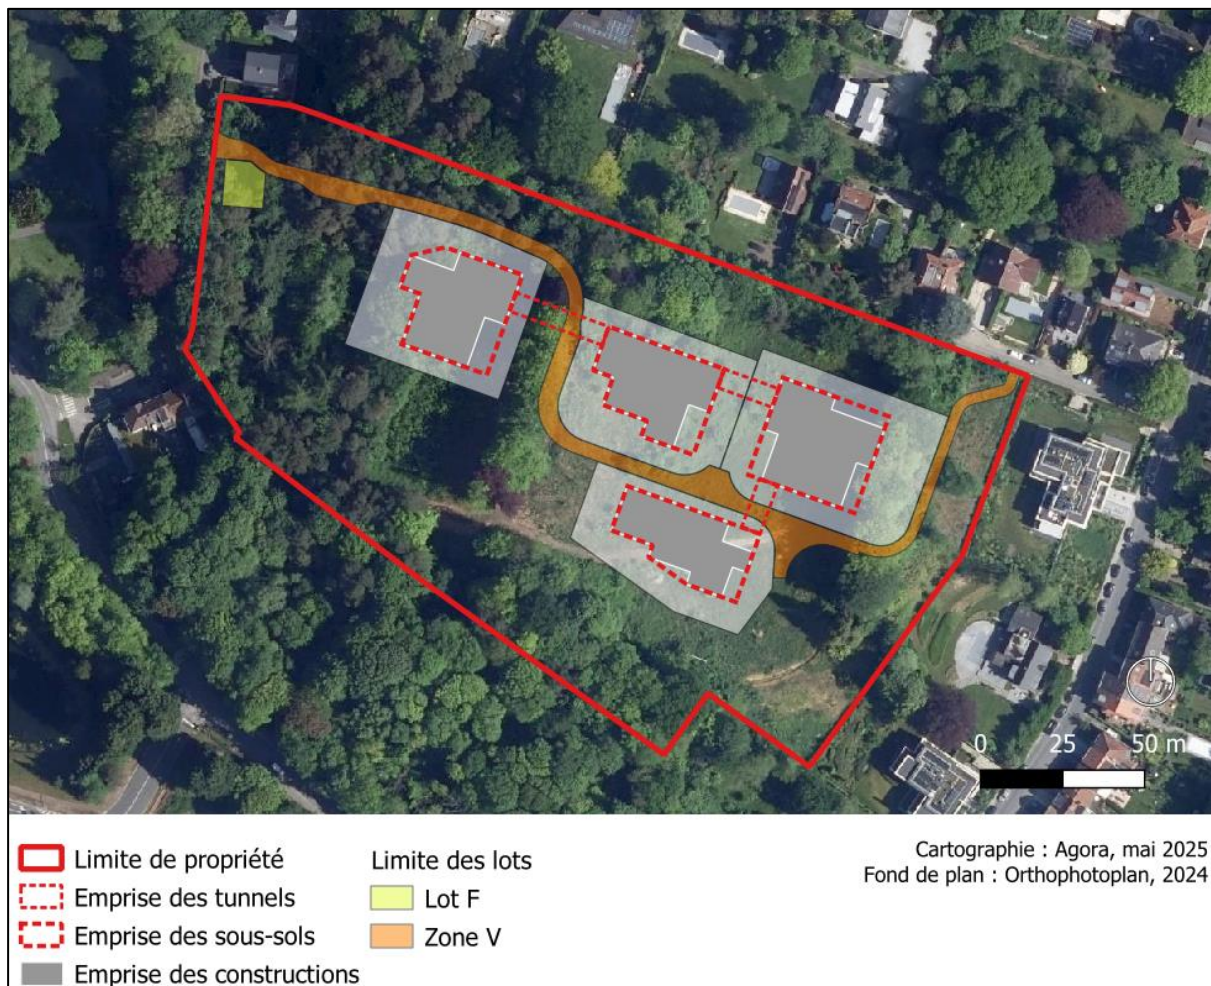 0 25 50 m
Limite de propriété
Emprise des tunnels
Emprise des sous-sols
Emprise des constructions
Limite des lots
Lot F
Zone V
Cartographie : Agora, mai 2025
Fond de plan : Orthophotoplan, 2024